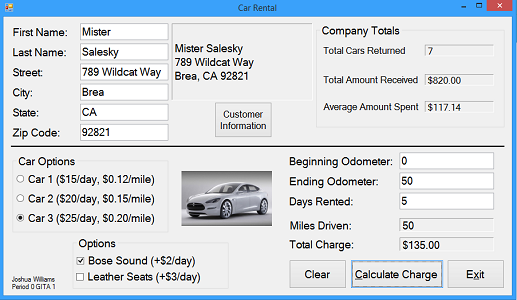 Car Rental
First Name: Mister
Last Name: Salesky
Street: 789 Wildcat Way
City: Brea
State: CA
Zip Code: 92821
Mister Salesky
789 Wildcat Way
Brea, CA 92821
Customer
Information
Company Totals
Total Cars Returned 7
Total Amount Received $820.00
Average Amount Spent $117.14
Car Options
Car 1 ($15/day, $0.12/mile)
Car 2 ($20/day, $0.15/mile)
Car 3 ($25/day, $0.20/mile)
Options
Bose Sound (+$2/day)
Leather Seats (+$3/day)
Joshua Williams
Period 0 GITA 1
Beginning Odometer: 0
Ending Odometer: 50
Days Rented: 5
Miles Driven: 50
Total Charge: $135.00
Clear
Calculate Charge
Exit